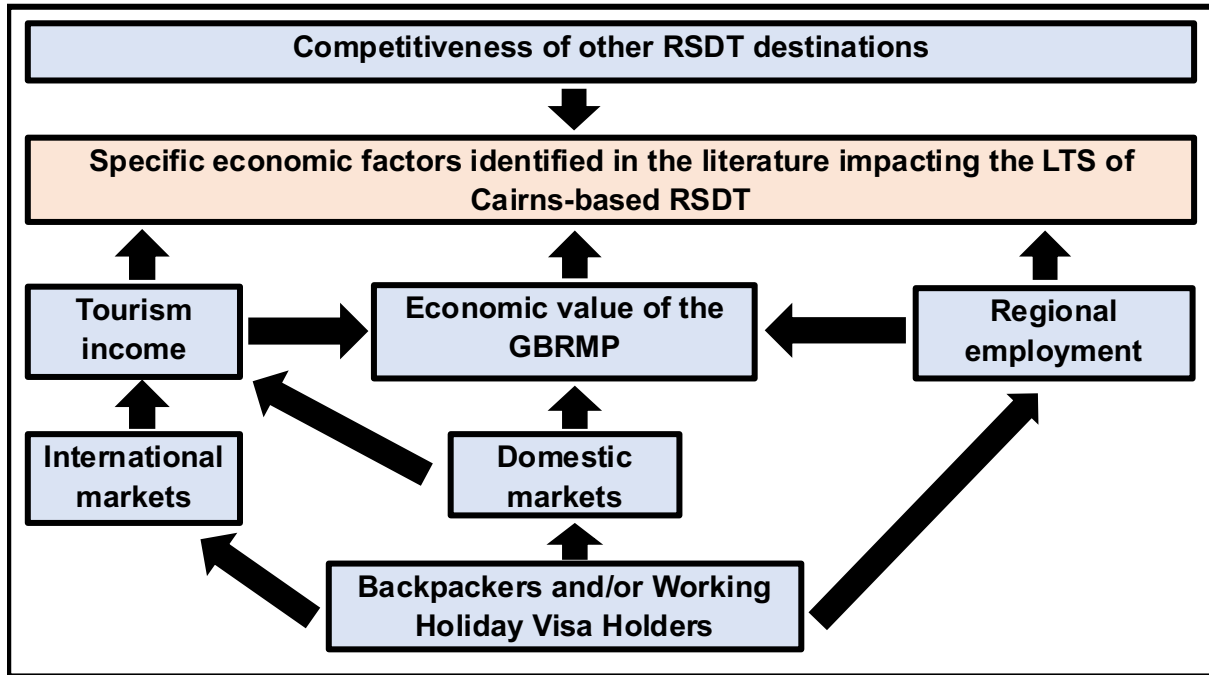 Competitiveness of other RSDT destinations
Specific economic factors identified in the literature impacting the LTS of
Cairns-based RSDT
Tourism
income
Economic value of the
GBRMP
Regional
employment
International
markets
Domestic
markets
Backpackers and/or Working
Holiday Visa Holders